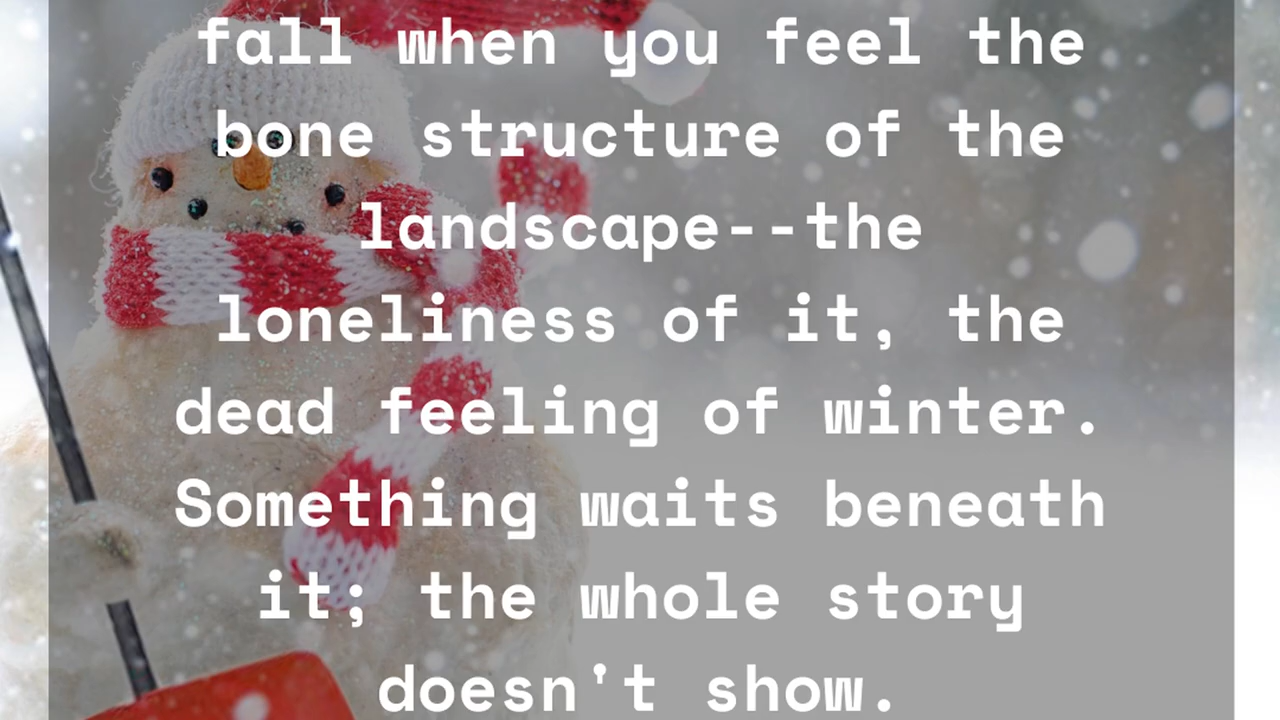 fall when you feel the
bone structure of the
landscape--the
loneliness of it, the
dead feeling of winter.
Something waits beneath
it; the whole story
doesn't show.